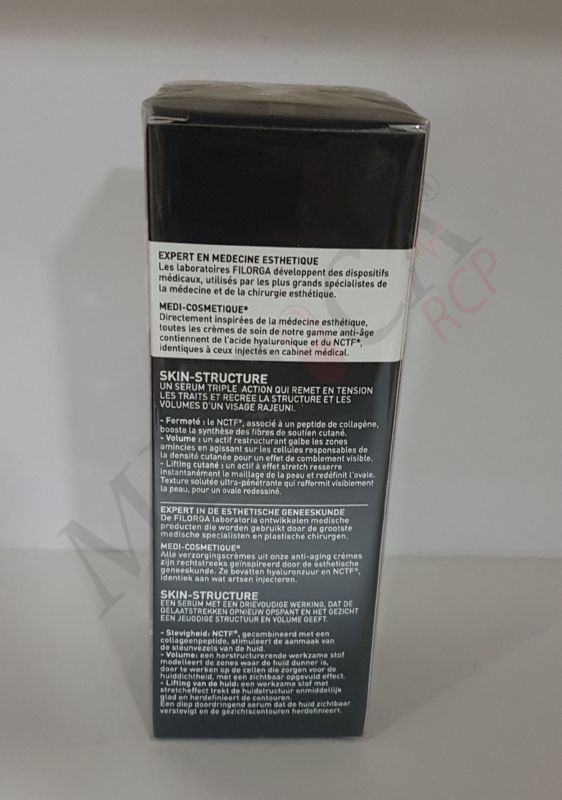 EXPERT EN MEDECINE ESTHETIQUE
Les laboratoires FILORGA développent des dispositifs
médicaux, utilisés par les plus grands spécialistes de
la médecine et de la chirurgie esthétique.
MEDI-COSMETIQUE®
Directement inspirées de la médecine esthétique,
toutes les crèmes de soin de notre gamme anti-âge
contiennent de l'acide hyaluronique et du NCTF®,
identiques à ceux injectés en cabinet médical.
SKIN-STRUCTURE
UN SERUM TRIPLE ACTION QUI REMET EN TENSION
LES TRAITS ET RECREE LA STRUCTURE ET LES
VOLUMES D'UN VISAGE RAJEUNI.
- Fermeté : le NCTF®, associé à un peptide de collagène,
booste la synthèse des fibres de soutien cutané.
- Volume : un actif restructurant galbe les zones
amincies en agissant sur les cellules responsables de
la densité cutanée pour un effet de comblement visible.
- Lifting cutané : un actif à effet stretch resserre
instantanément le maillage de la peau et redéfinit l'ovale.
Texture solutée ultra-pénétrante qui raffermit visiblement
la peau, pour un ovale redessiné.
EXPERT IN DE ESTHETISCHE GENEESKUNDE
De FILORGA laboratoria ontwikkelen medische
producten die worden gebruikt door de grootste
medische specialisten en plastische chirurgen.
MEDI-COSMETIQUE®
Alle verzorgingscrèmes uit onze anti-aging crèmes
zijn rechtstreeks geïnspireerd door de esthetische
geneeskunde. Ze bevatten hyaluronzuur en NCTF®,
identiek aan wat artsen injecteren.
SKIN-STRUCTURE
EEN SERUM MET EEN DRIEVOUDIGE WERKING, DAT DE
GELAATSTREKKEN OPNIEUW OPSPANT EN HET GEZICHT
EEN JEUGDIGE STRUCTUUR EN VOLUME GEEFT.
- Stevigheid: NCTF®, gecombineerd met een
collageenpeptide, stimuleert de aanmaak van
de steunvezels van de huid.
- Volume: een herstructurerende werkzame stof
modelleert de zones waar de huid dunner is,
door te werken op de cellen die zorgen voor de
huiddichtheid, met een zichtbaar opgevuld effect.
- Lifting van de huid: een werkzame stof met
stretcheffect trekt de huidstructuur onmiddellijk
glad en herdefinieert de contouren.
Een diep doordringend serum dat de huid zichtbaar
verstevigt en de gezichtscontouren herdefinieert.
RCP